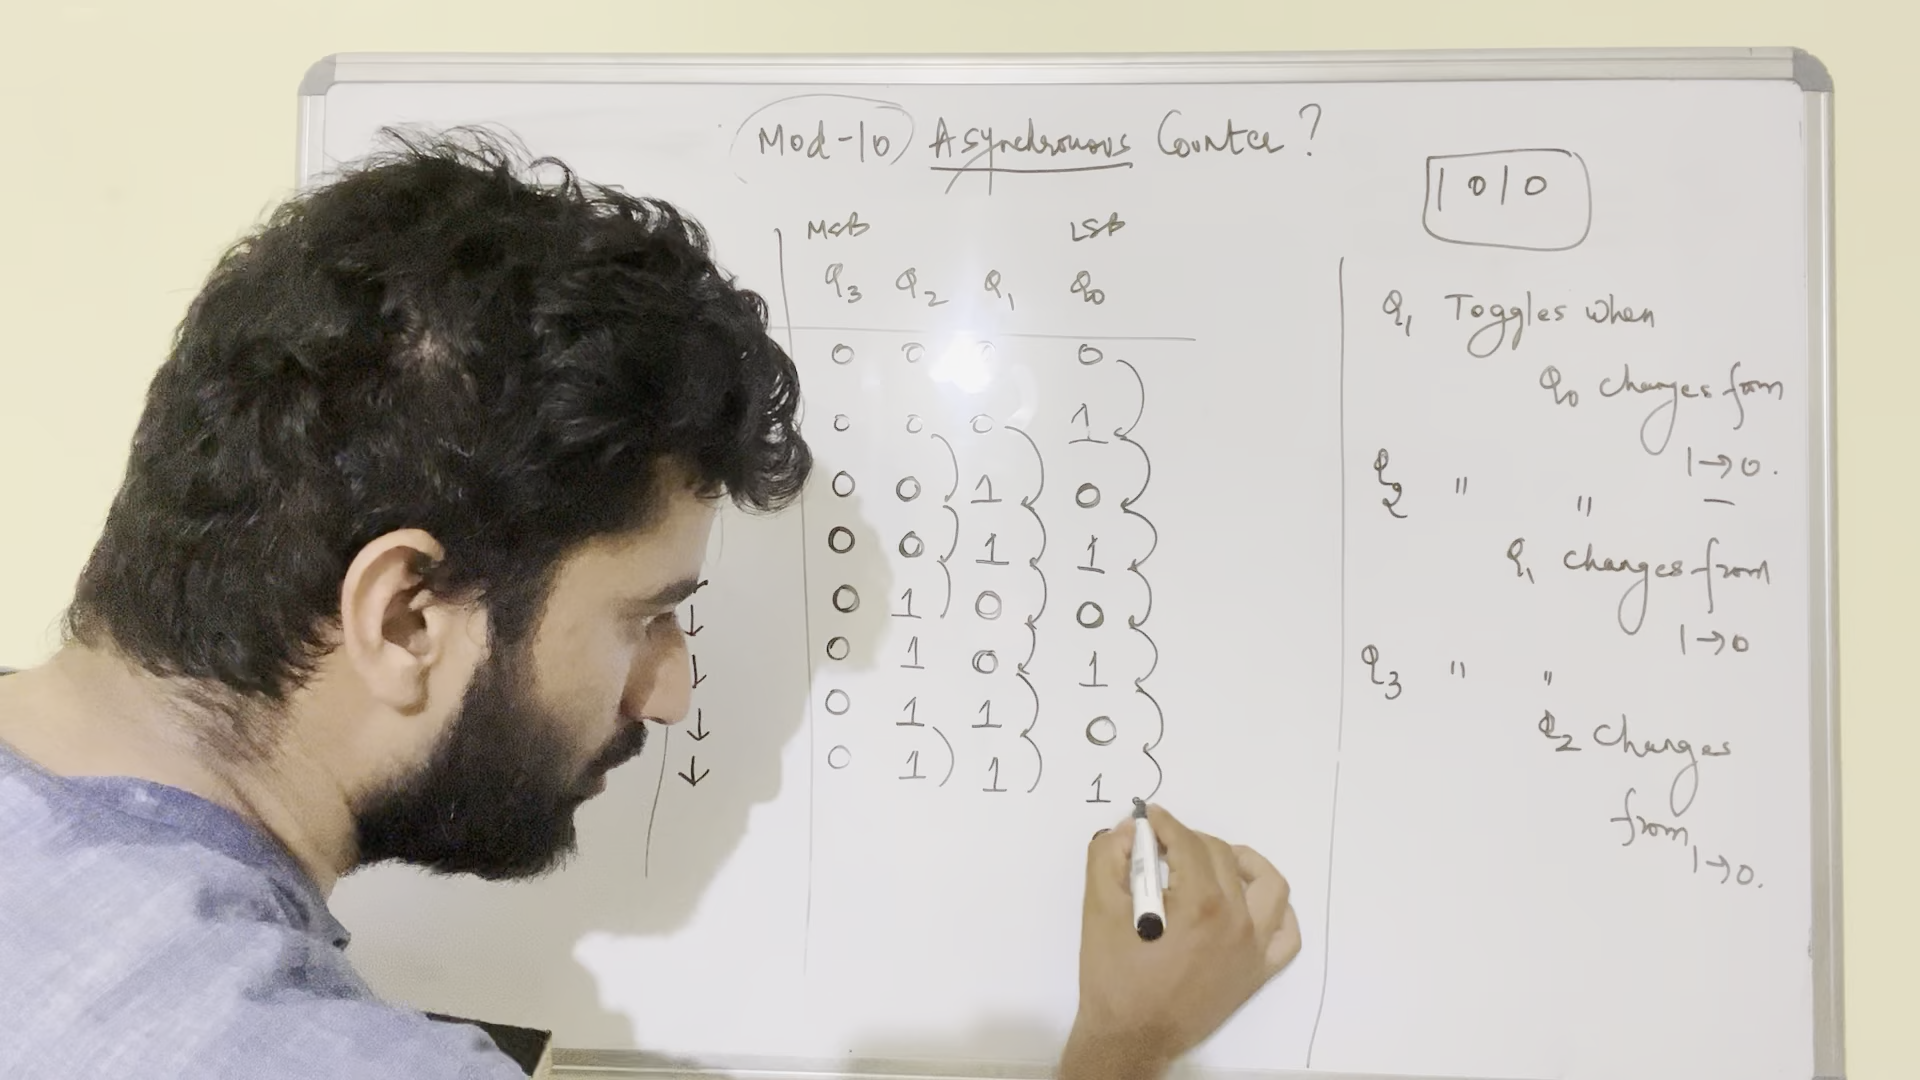 Mod-10 Asynchronous Counter?
1010
MSB LSB
Q3 Q2 Q1 Q0
0 0 0 0
0 0 0 1
0 0 1 0
0 0 1 1
0 1 0 0
0 1 0 1
0 1 1 0
0 1 1 1
↓
↓
↓
↓
Q1 Toggles when
Q0 changes from
1→0.
Q2 " " —
Q1 changes from
1→0
Q3 " "
Q2 changes
from
1→0.